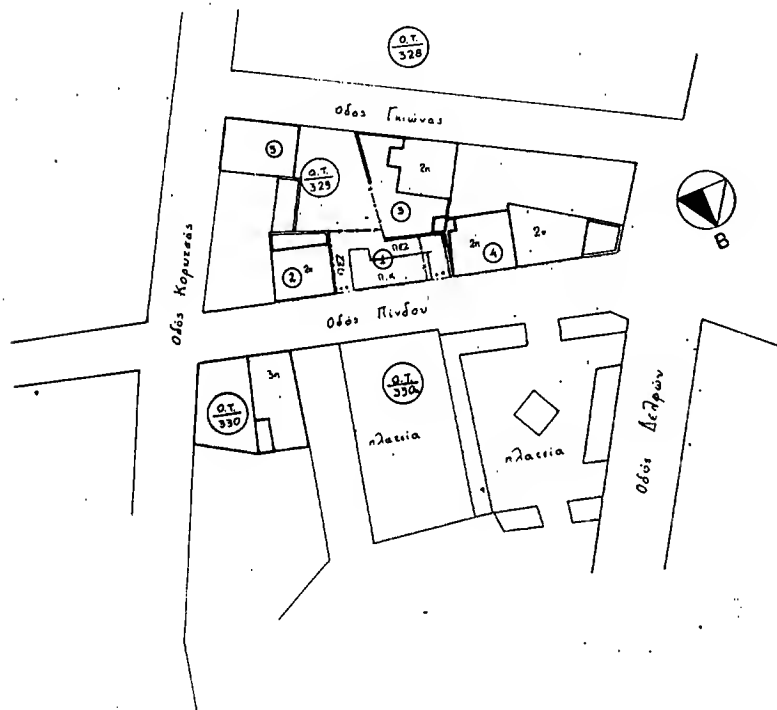 Ο.Τ.
328
Οδός Γκιώνας
5
Ο.Τ.
329
2π
3
ΠΕΖ
ΠΕΖ
1
Π.Κ
2π
4
2π
2
2π
Β
Οδός Κορυτσάς
Οδός Πίνδου
3π
Ο.Τ.
330
Ο.Τ.
330α
πλατεία
πλατεία
Οδός Δελφών